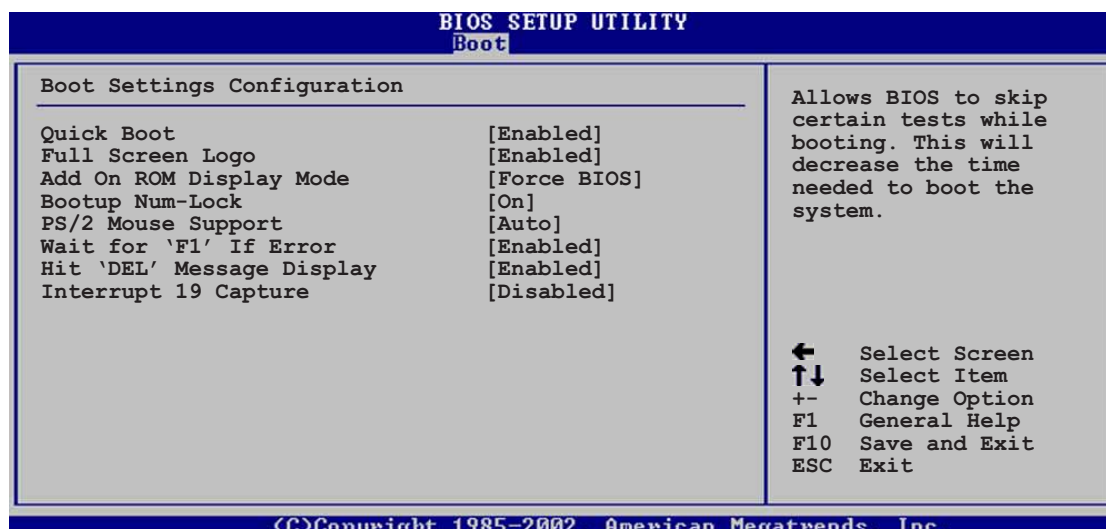 BIOS SETUP UTILITY
Boot
Boot Settings Configuration
Quick Boot [Enabled]
Full Screen Logo [Enabled]
Add On ROM Display Mode [Force BIOS]
Bootup Num-Lock [On]
PS/2 Mouse Support [Auto]
Wait for ‘F1’ If Error [Enabled]
Hit ‘DEL’ Message Display [Enabled]
Interrupt 19 Capture [Disabled]
Allows BIOS to skip
certain tests while
booting. This will
decrease the time
needed to boot the
system.
← Select Screen
↑↓ Select Item
+- Change Option
F1 General Help
F10 Save and Exit
ESC Exit
(C)Copyright 1985-2002, American Megatrends, Inc